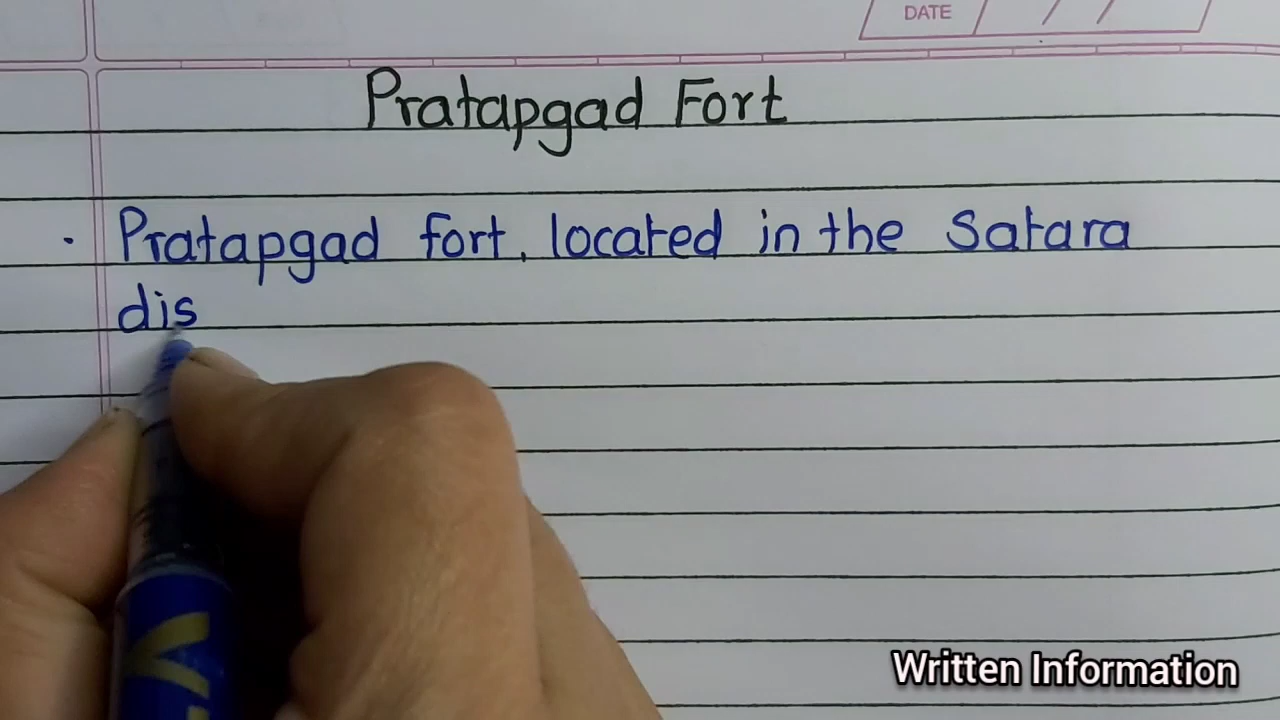 DATE / /
Pratapgad Fort
· Pratapgad fort, located in the Satara
dis
Written Information